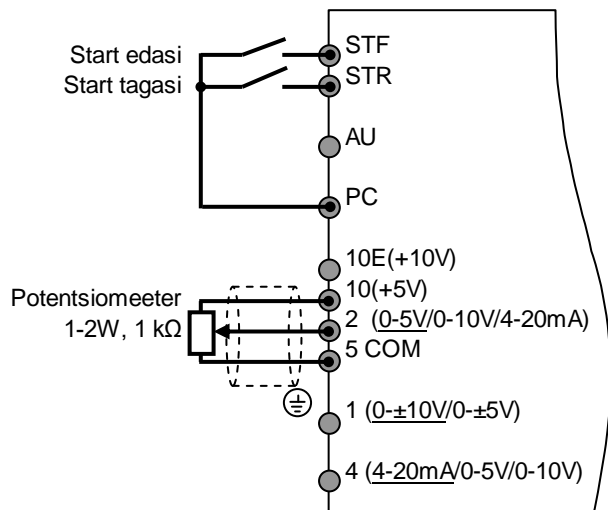 Start edasi
STF
Start tagasi
STR
AU
PC
10E(+10V)
10(+5V)
Potentsiomeeter
1-2W, 1 kΩ
2 (0-5V/0-10V/4-20mA)
5 COM
1 (0-±10V/0-±5V)
4 (4-20mA/0-5V/0-10V)